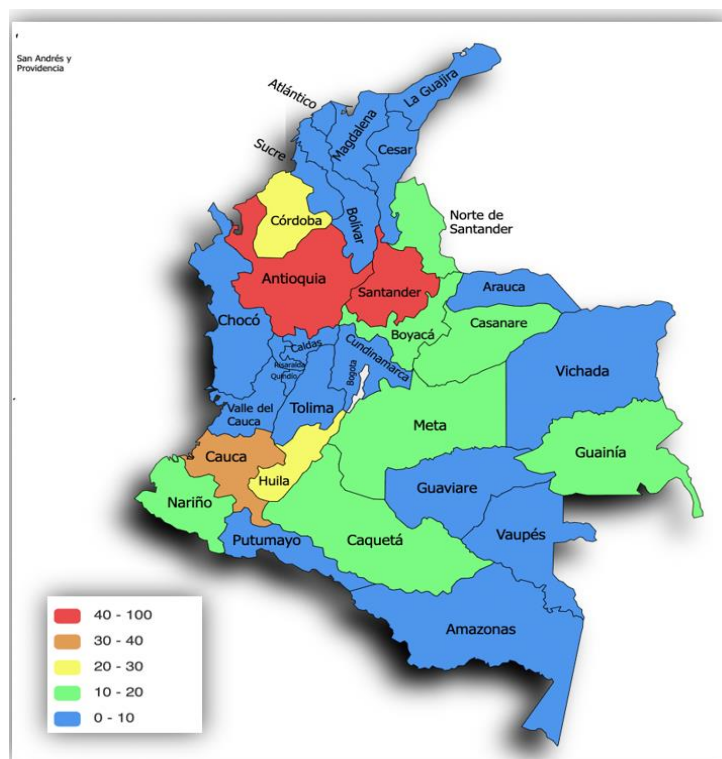 San Andrés y
Providencia
Atlántico
La Guajira
Magdalena
Sucre
Cesar
Córdoba
Bolívar
Norte de
Santander
Antioquia
Santander
Arauca
Chocó
Boyacá
Casanare
Caldas
Cundinamarca
Risaralda
Quindío
Bogota
Vichada
Valle del
Cauca
Tolima
Meta
Cauca
Huila
Guainía
Nariño
Guaviare
Putumayo
Caquetá
Vaupés
Amazonas
40 - 100
30 - 40
20 - 30
10 - 20
0 - 10